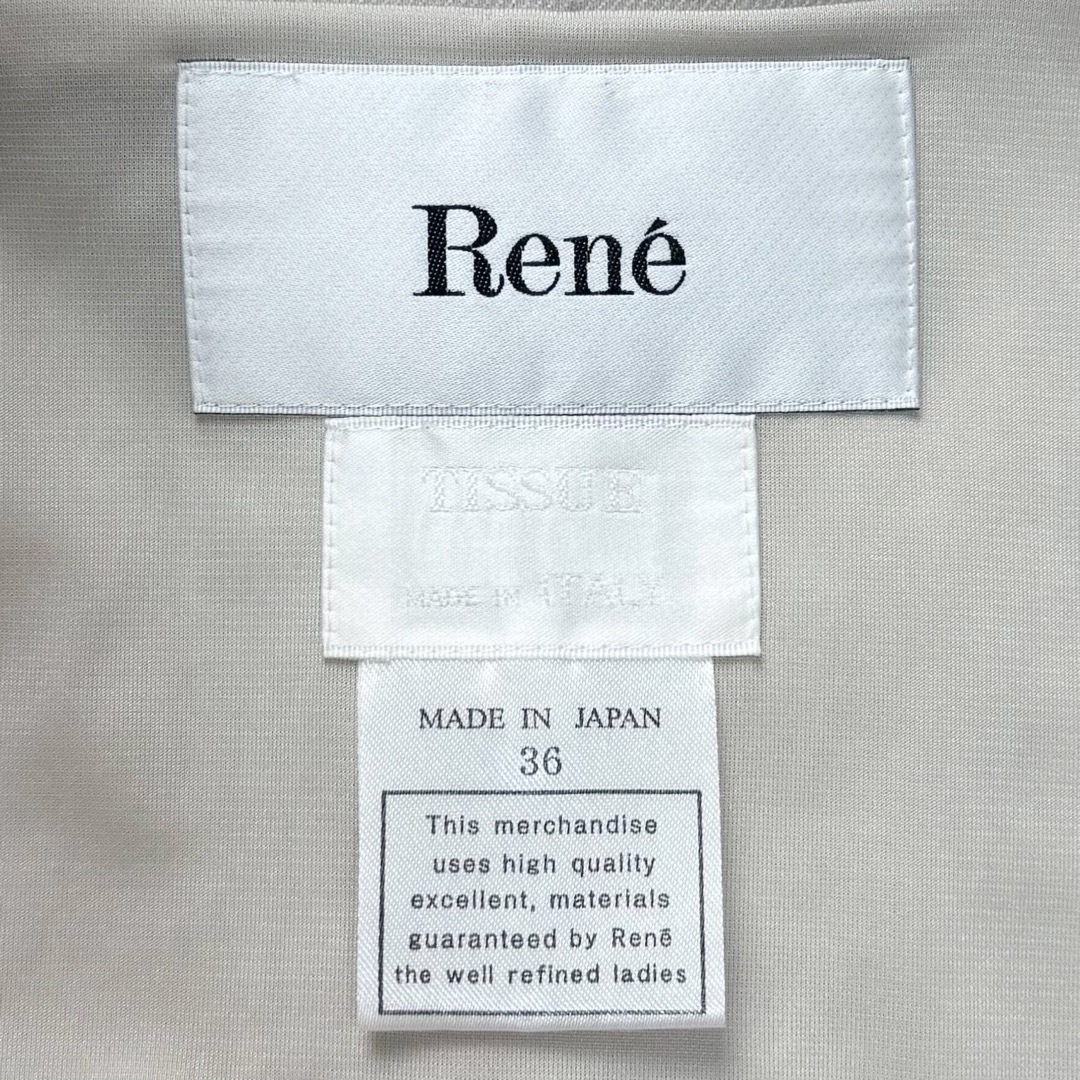 René
TISSUE
MADE IN ITALY
MADE IN JAPAN
36
This merchandise
uses high quality
excellent, materials
guaranteed by Renē
the well refined ladies